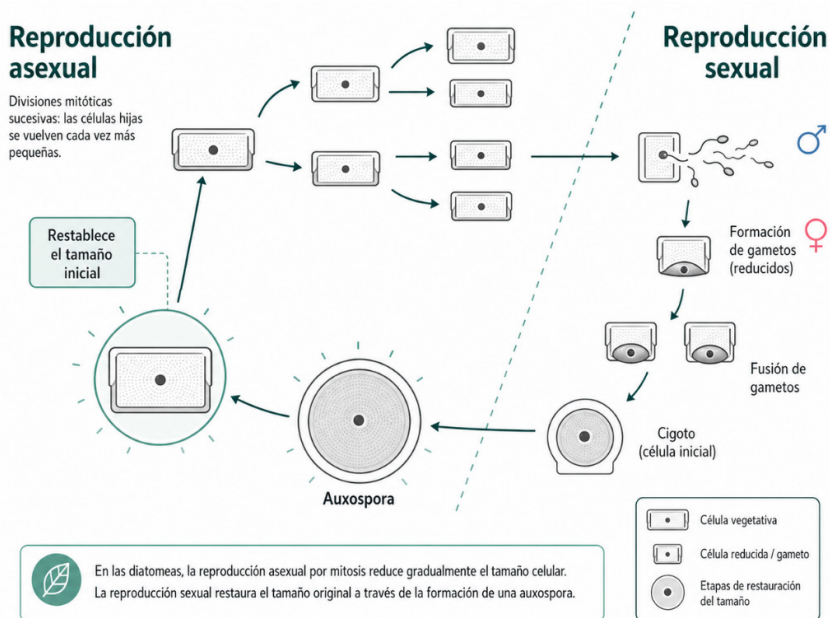 Reproducción
asexual
Divisiones mitóticas
sucesivas: las células hijas
se vuelven cada vez más
pequeñas.
Reproducción
sexual
Restablece
el tamaño
inicial
Formación
de gametos
(reducidos)
Fusión de
gametos
Cigoto
(célula inicial)
Auxospora
Célula vegetativa
Célula reducida / gameto
Etapas de restauración
del tamaño
En las diatomeas, la reproducción asexual por mitosis reduce gradualmente el tamaño celular.
La reproducción sexual restaura el tamaño original a través de la formación de una auxospora.